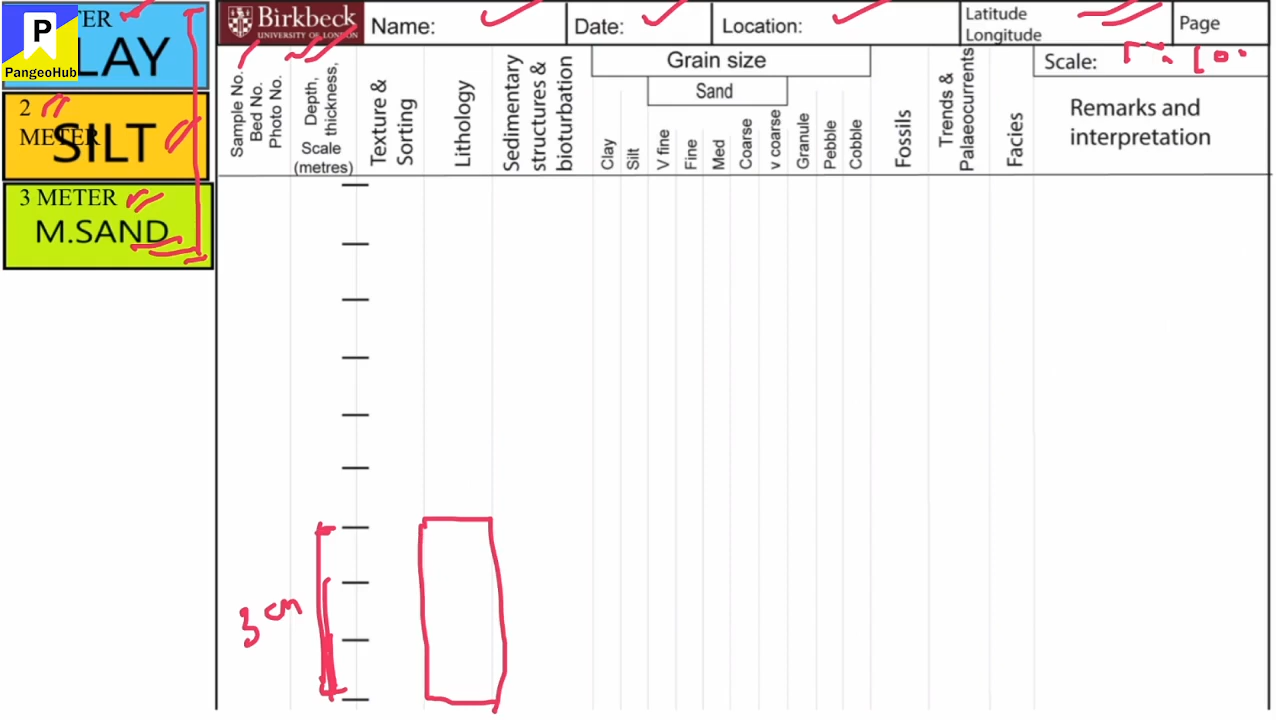 TER
LAY
P
PangeoHub
2
METER
SILT
3 METER
M.SAND
Birkbeck
UNIVERSITY OF LONDON
Name:
Date:
Location:
Latitude
Longitude
Page
Sample No.
Bed No.
Photo No.
Depth,
thickness,
Scale
(metres)
Texture &
Sorting
Lithology
Sedimentary
structures &
bioturbation
Grain size
Sand
Clay
Silt
V fine
Fine
Med
Coarse
v coarse
Granule
Pebble
Cobble
Fossils
Trends &
Palaeocurrents
Facies
Scale:
Remarks and
interpretation
3 cm